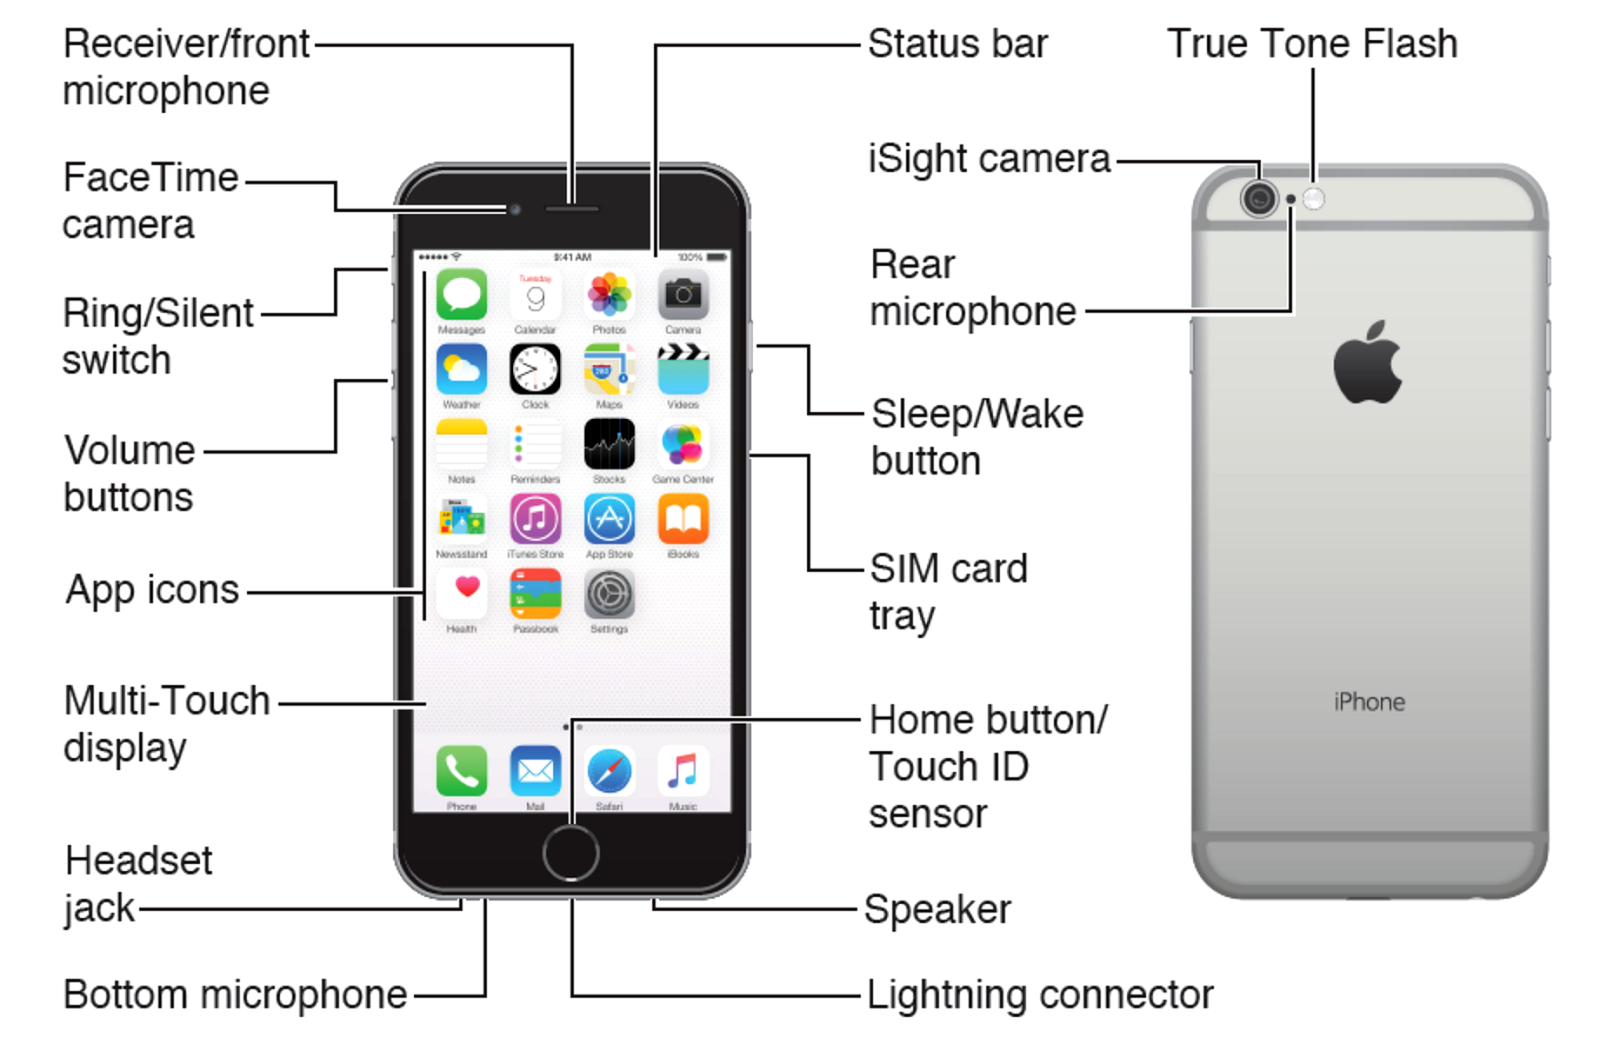 Receiver/front
microphone
Status bar
True Tone Flash
FaceTime
camera
iSight camera
Ring/Silent
switch
Rear
microphone
Volume
buttons
Sleep/Wake
button
App icons
SIM card
tray
Multi-Touch
display
Home button/
Touch ID
sensor
Headset
jack
Speaker
Bottom microphone
Lightning connector
9:41 AM
100%
Tuesday
9
Messages
Calendar
Photos
Camera
280
Weather
Clock
Maps
Videos
Notes
Reminders
Stocks
Game Center
Newsstand
iTunes Store
App Store
iBooks
Health
Passbook
Settings
Phone
Mail
Safari
Music
iPhone